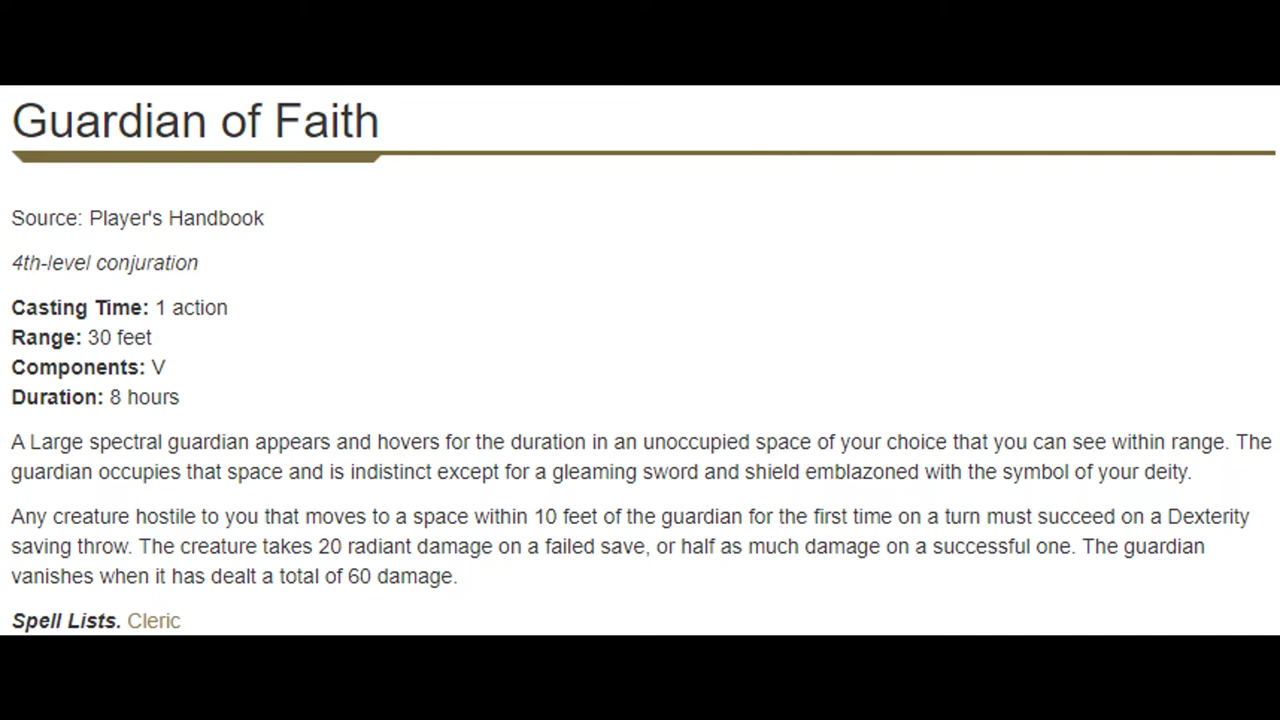 Guardian of Faith
Source: Player's Handbook
4th-level conjuration
Casting Time: 1 action
Range: 30 feet
Components: V
Duration: 8 hours
A Large spectral guardian appears and hovers for the duration in an unoccupied space of your choice that you can see within range. The
guardian occupies that space and is indistinct except for a gleaming sword and shield emblazoned with the symbol of your deity.
Any creature hostile to you that moves to a space within 10 feet of the guardian for the first time on a turn must succeed on a Dexterity
saving throw. The creature takes 20 radiant damage on a failed save, or half as much damage on a successful one. The guardian
vanishes when it has dealt a total of 60 damage.
Spell Lists. Cleric